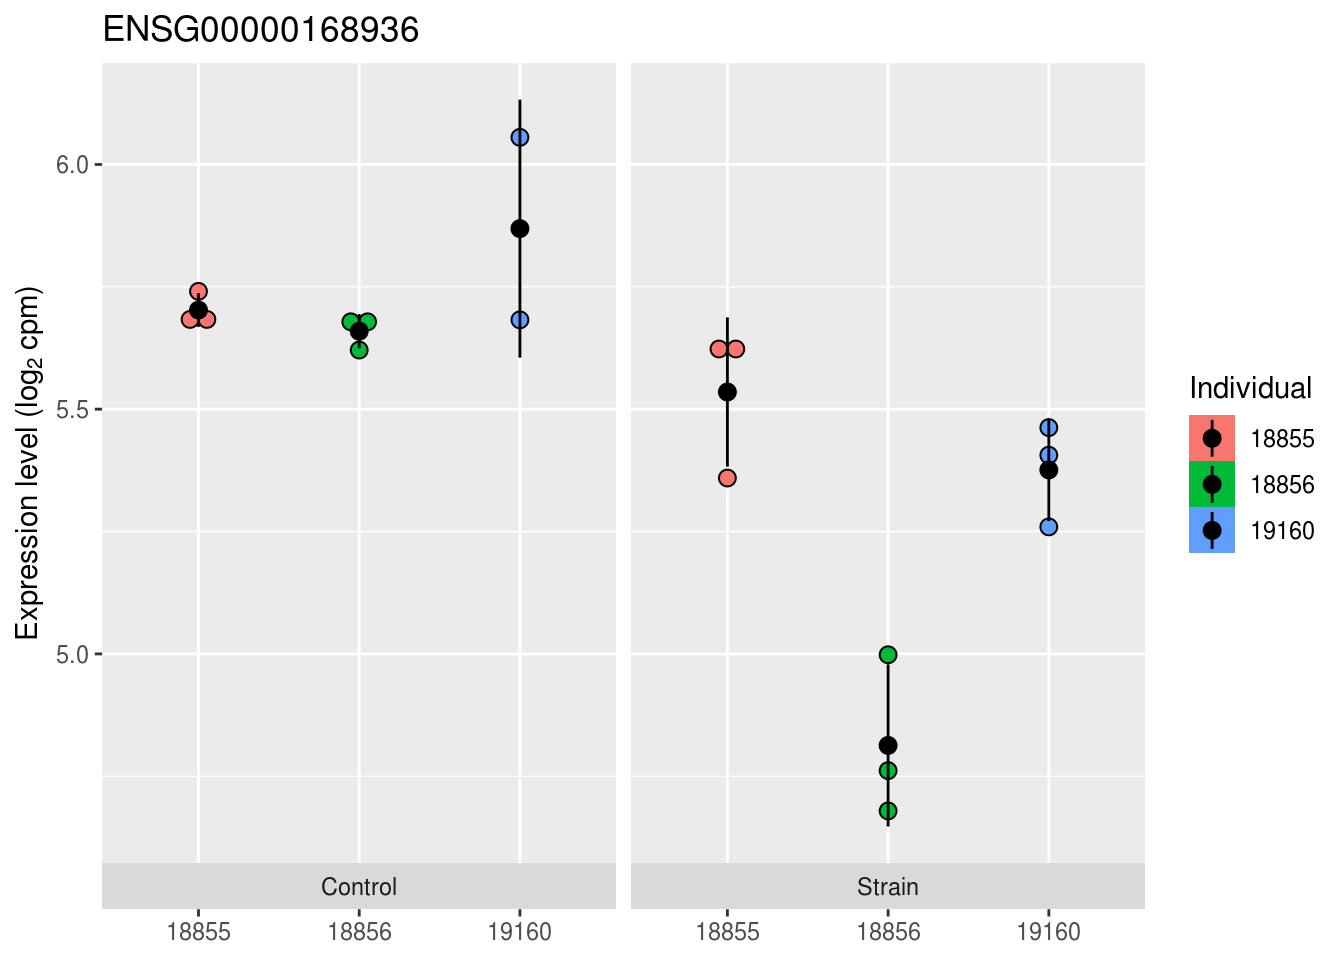 ENSG00000168936
Expression level (log₂ cpm)
6.0
5.5
5.0
Control
Strain
18855
18856
19160
18855
18856
19160
Individual
18855
18856
19160